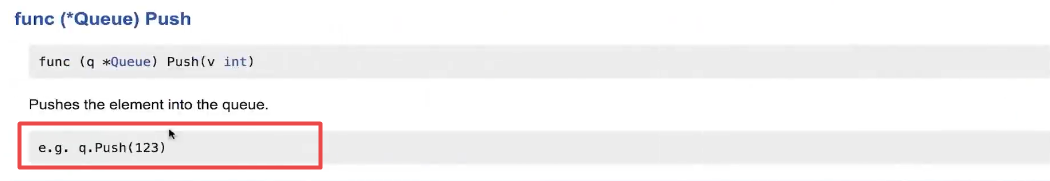 func (*Queue) Push
func (q *Queue) Push(v int)
Pushes the element into the queue.
e.g. q.Push(123)